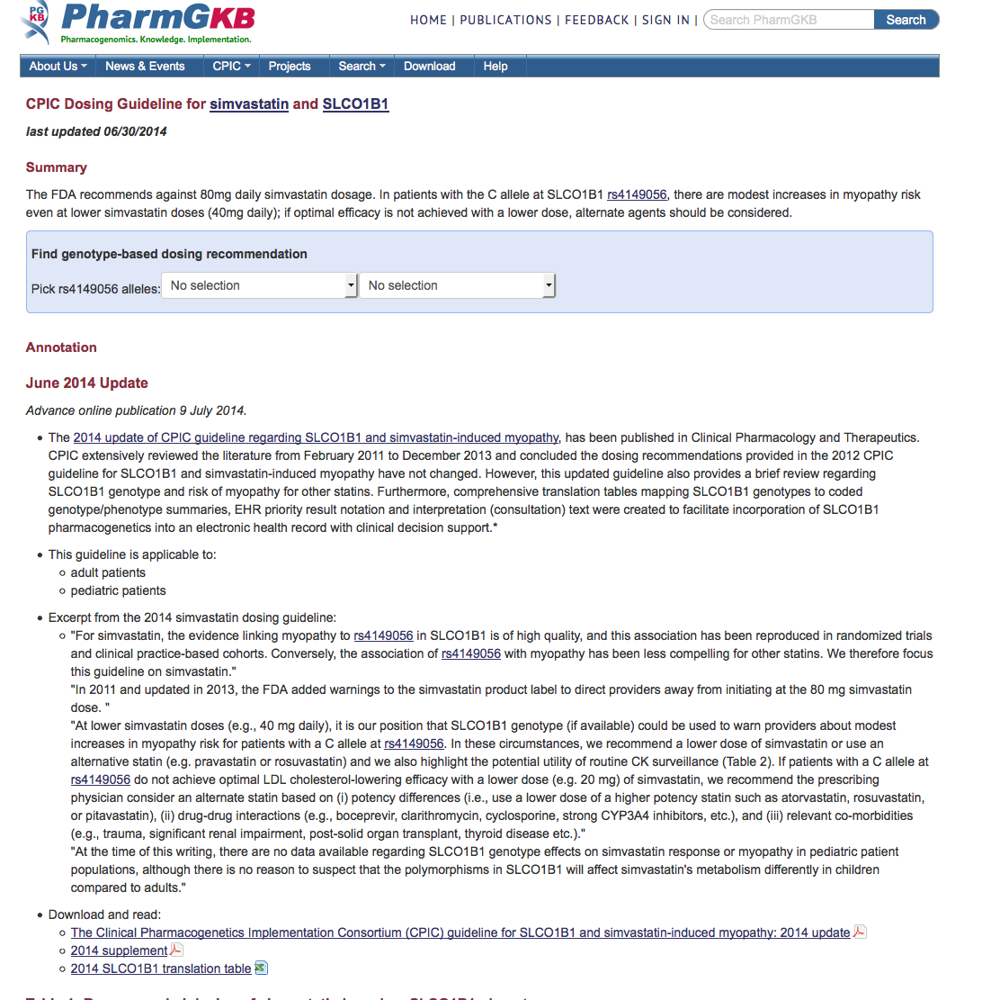 PG
KB
PharmGKB
Pharmacogenomics. Knowledge. Implementation.
HOME | PUBLICATIONS | FEEDBACK | SIGN IN |
Search PharmGKB
Search
About Us
News & Events
CPIC
Projects
Search
Download
Help
CPIC Dosing Guideline for simvastatin and SLCO1B1
last updated 06/30/2014
Summary
The FDA recommends against 80mg daily simvastatin dosage. In patients with the C allele at SLCO1B1 rs4149056, there are modest increases in myopathy risk
even at lower simvastatin doses (40mg daily); if optimal efficacy is not achieved with a lower dose, alternate agents should be considered.
Find genotype-based dosing recommendation
Pick rs4149056 alleles: No selection No selection
Annotation
June 2014 Update
Advance online publication 9 July 2014.
• The 2014 update of CPIC guideline regarding SLCO1B1 and simvastatin-induced myopathy, has been published in Clinical Pharmacology and Therapeutics.
CPIC extensively reviewed the literature from February 2011 to December 2013 and concluded the dosing recommendations provided in the 2012 CPIC
guideline for SLCO1B1 and simvastatin-induced myopathy have not changed. However, this updated guideline also provides a brief review regarding
SLCO1B1 genotype and risk of myopathy for other statins. Furthermore, comprehensive translation tables mapping SLCO1B1 genotypes to coded
genotype/phenotype summaries, EHR priority result notation and interpretation (consultation) text were created to facilitate incorporation of SLCO1B1
pharmacogenetics into an electronic health record with clinical decision support.*
• This guideline is applicable to:
adult patients
pediatric patients
• Excerpt from the 2014 simvastatin dosing guideline:
"For simvastatin, the evidence linking myopathy to rs4149056 in SLCO1B1 is of high quality, and this association has been reproduced in randomized trials
and clinical practice-based cohorts. Conversely, the association of rs4149056 with myopathy has been less compelling for other statins. We therefore focus
this guideline on simvastatin."
"In 2011 and updated in 2013, the FDA added warnings to the simvastatin product label to direct providers away from initiating at the 80 mg simvastatin
dose. "
"At lower simvastatin doses (e.g., 40 mg daily), it is our position that SLCO1B1 genotype (if available) could be used to warn providers about modest
increases in myopathy risk for patients with a C allele at rs4149056. In these circumstances, we recommend a lower dose of simvastatin or use an
alternative statin (e.g. pravastatin or rosuvastatin) and we also highlight the potential utility of routine CK surveillance (Table 2). If patients with a C allele at
rs4149056 do not achieve optimal LDL cholesterol-lowering efficacy with a lower dose (e.g. 20 mg) of simvastatin, we recommend the prescribing
physician consider an alternate statin based on (i) potency differences (i.e., use a lower dose of a higher potency statin such as atorvastatin, rosuvastatin,
or pitavastatin), (ii) drug-drug interactions (e.g., boceprevir, clarithromycin, cyclosporine, strong CYP3A4 inhibitors, etc.), and (iii) relevant co-morbidities
(e.g., trauma, significant renal impairment, post-solid organ transplant, thyroid disease etc.)."
"At the time of this writing, there are no data available regarding SLCO1B1 genotype effects on simvastatin response or myopathy in pediatric patient
populations, although there is no reason to suspect that the polymorphisms in SLCO1B1 will affect simvastatin's metabolism differently in children
compared to adults."
• Download and read:
The Clinical Pharmacogenetics Implementation Consortium (CPIC) guideline for SLCO1B1 and simvastatin-induced myopathy: 2014 update
2014 supplement
2014 SLCO1B1 translation table